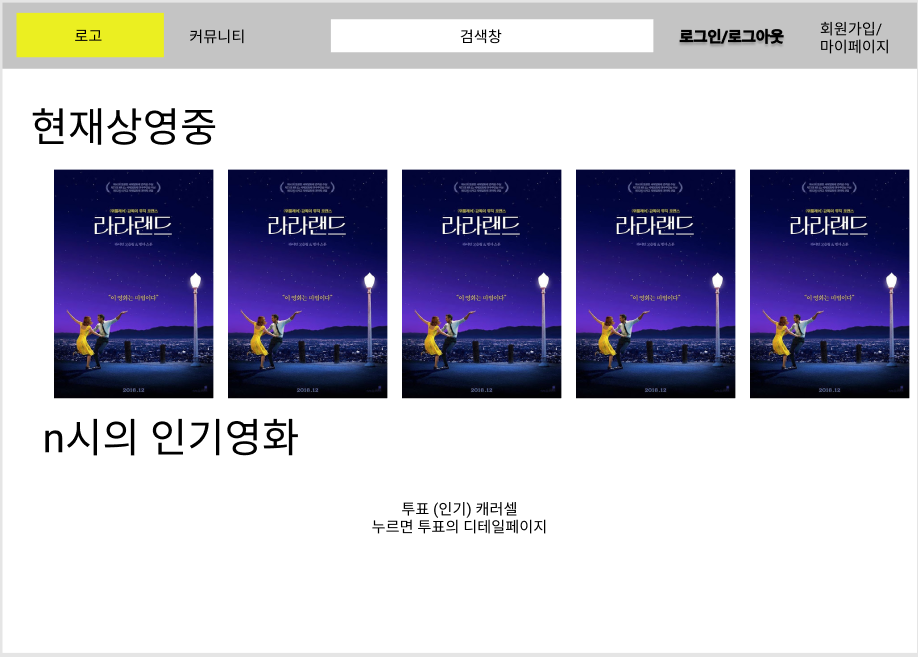 로고
커뮤니티
검색창
로그인/로그아웃
회원가입/
마이페이지
현재상영중
라라랜드
"이 영화는 마법이다"
2016.12
라라랜드
"이 영화는 마법이다"
2016.12
라라랜드
"이 영화는 마법이다"
2016.12
라라랜드
"이 영화는 마법이다"
2016.12
라라랜드
"이 영화는 마법이다"
2016.12
n시의 인기영화
투표 (인기) 캐러셀
누르면 투표의 디테일페이지